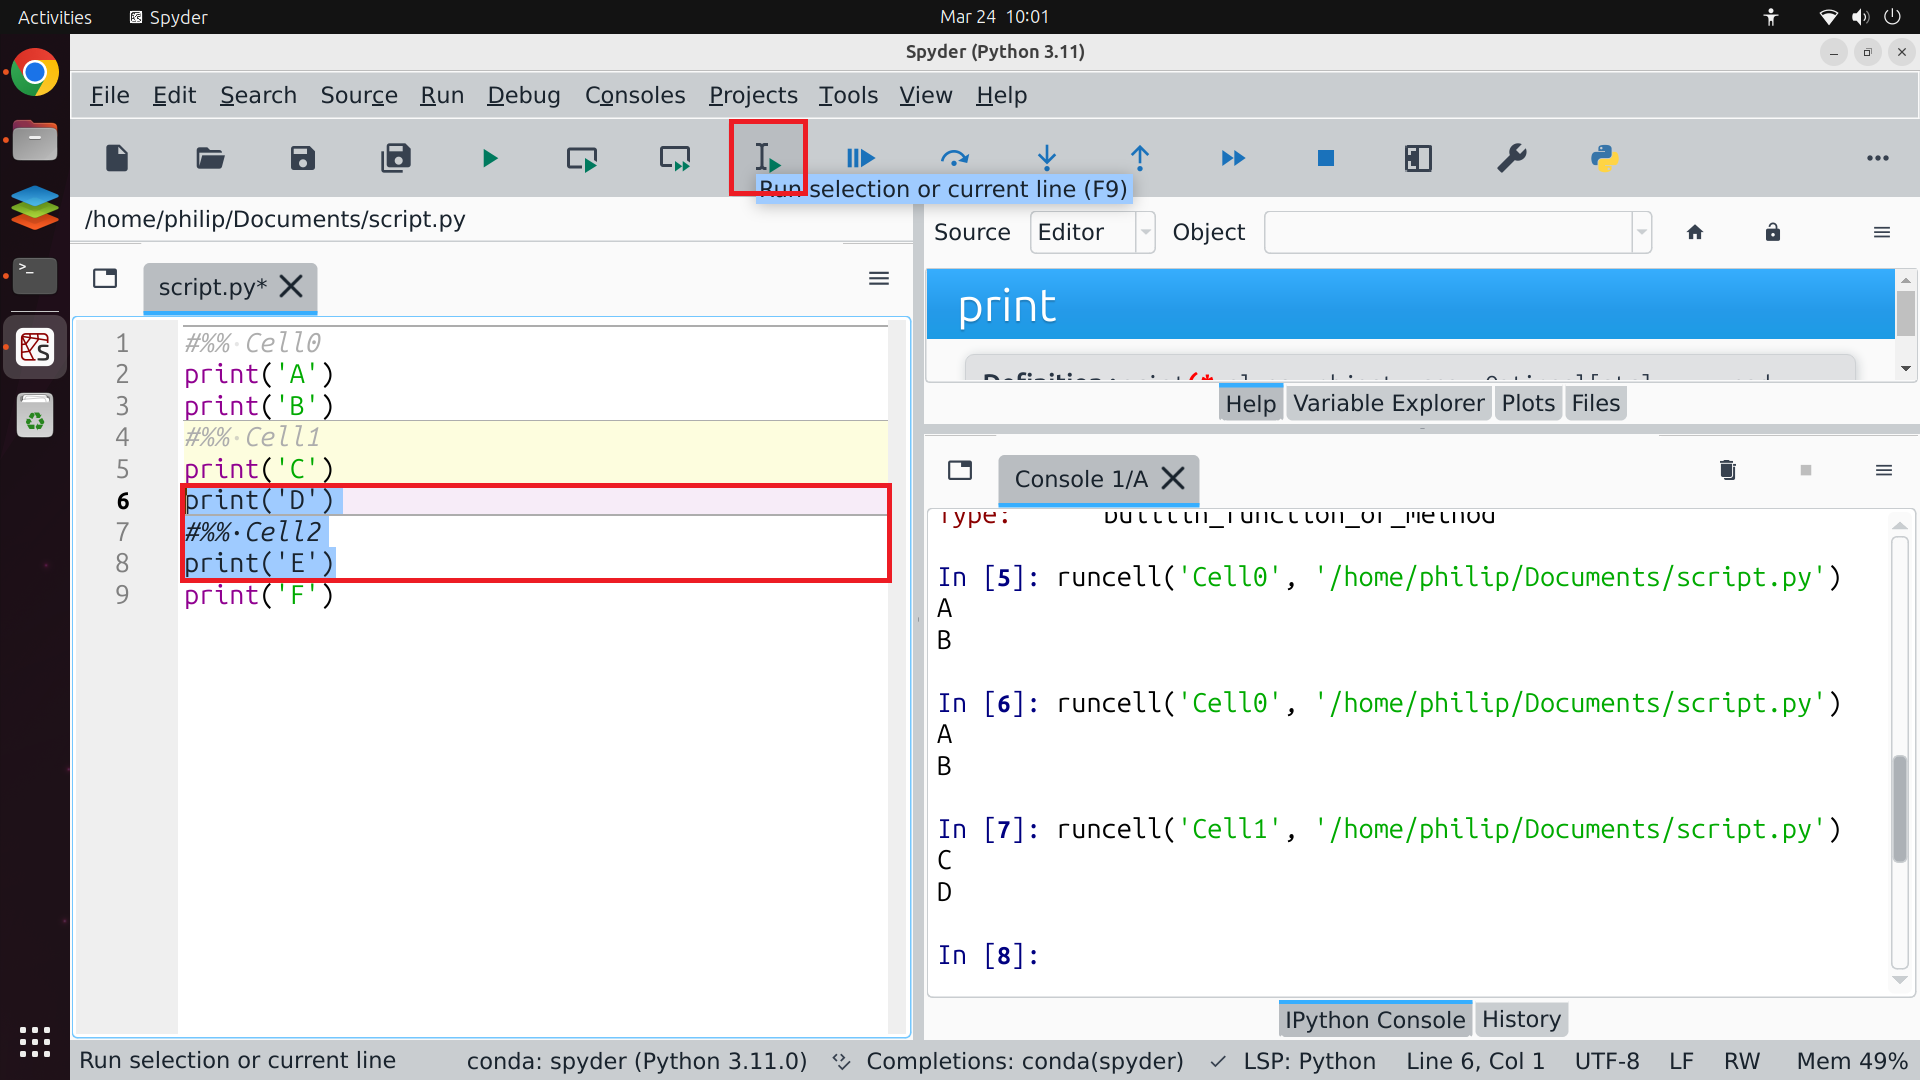 Activities
Spyder
Mar 24 10:01
Spyder (Python 3.11)
File Edit Search Source Run Debug Consoles Projects Tools View Help
Run selection or current line (F9)
/home/philip/Documents/script.py
Source Editor Object
script.py*
print
1 #%% Cell0
2 print('A')
3 print('B')
4 #%% Cell1
5 print('C')
6 print('D')
7 #%% Cell2
8 print('E')
9 print('F')
Help Variable Explorer Plots Files
Console 1/A
Type: builtin_function_or_method
In [5]: runcell('Cell0', '/home/philip/Documents/script.py')
A
B
In [6]: runcell('Cell0', '/home/philip/Documents/script.py')
A
B
In [7]: runcell('Cell1', '/home/philip/Documents/script.py')
C
D
In [8]:
IPython Console History
Run selection or current line conda: spyder (Python 3.11.0) Completions: conda(spyder) LSP: Python Line 6, Col 1 UTF-8 LF RW Mem 49%